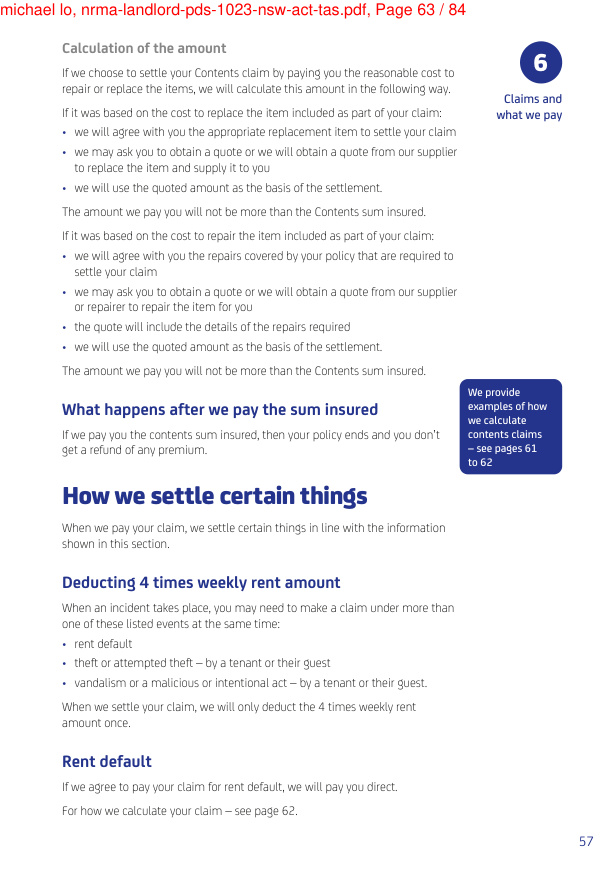 michael lo, nrma-landlord-pds-1023-nsw-act-tas.pdf, Page 63 / 84
6
Claims and
what we pay
Calculation of the amount
If we choose to settle your Contents claim by paying you the reasonable cost to
repair or replace the items, we will calculate this amount in the following way.
If it was based on the cost to replace the item included as part of your claim:
• we will agree with you the appropriate replacement item to settle your claim
• we may ask you to obtain a quote or we will obtain a quote from our supplier
to replace the item and supply it to you
• we will use the quoted amount as the basis of the settlement.
The amount we pay you will not be more than the Contents sum insured.
If it was based on the cost to repair the item included as part of your claim:
• we will agree with you the repairs covered by your policy that are required to
settle your claim
• we may ask you to obtain a quote or we will obtain a quote from our supplier
or repairer to repair the item for you
• the quote will include the details of the repairs required
• we will use the quoted amount as the basis of the settlement.
The amount we pay you will not be more than the Contents sum insured.
What happens after we pay the sum insured
If we pay you the contents sum insured, then your policy ends and you don't
get a refund of any premium.
We provide
examples of how
we calculate
contents claims
– see pages 61
to 62
How we settle certain things
When we pay your claim, we settle certain things in line with the information
shown in this section.
Deducting 4 times weekly rent amount
When an incident takes place, you may need to make a claim under more than
one of these listed events at the same time:
• rent default
• theft or attempted theft – by a tenant or their guest
• vandalism or a malicious or intentional act – by a tenant or their guest.
When we settle your claim, we will only deduct the 4 times weekly rent
amount once.
Rent default
If we agree to pay your claim for rent default, we will pay you direct.
For how we calculate your claim – see page 62.
57